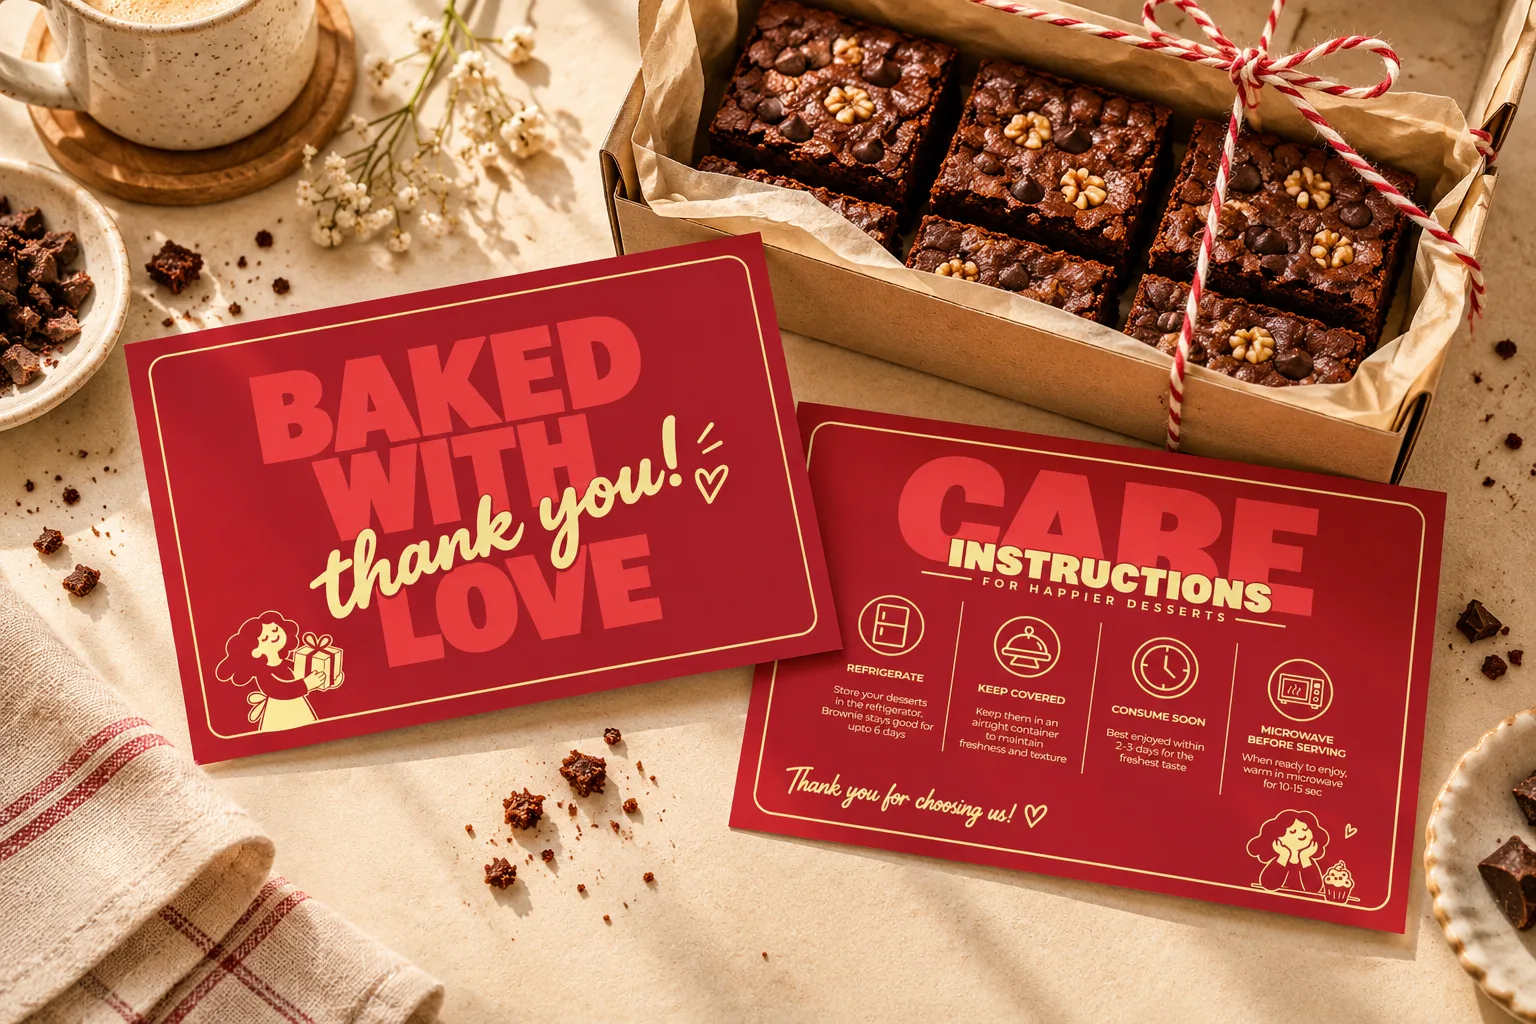 BAKED
WITH
thank you!
LOVE
CARE
INSTRUCTIONS
FOR HAPPIER DESSERTS
REFRIGERATE
Store your desserts
in the refrigerator,
Brownie stays good for
upto 6 days
KEEP COVERED
Keep them in an
airtight container
to maintain
freshness and texture
CONSUME SOON
Best enjoyed within
2-3 days for the
freshest taste
MICROWAVE
BEFORE SERVING
When ready to enjoy,
warm in microwave
for 10-15 sec
Thank you for choosing us!